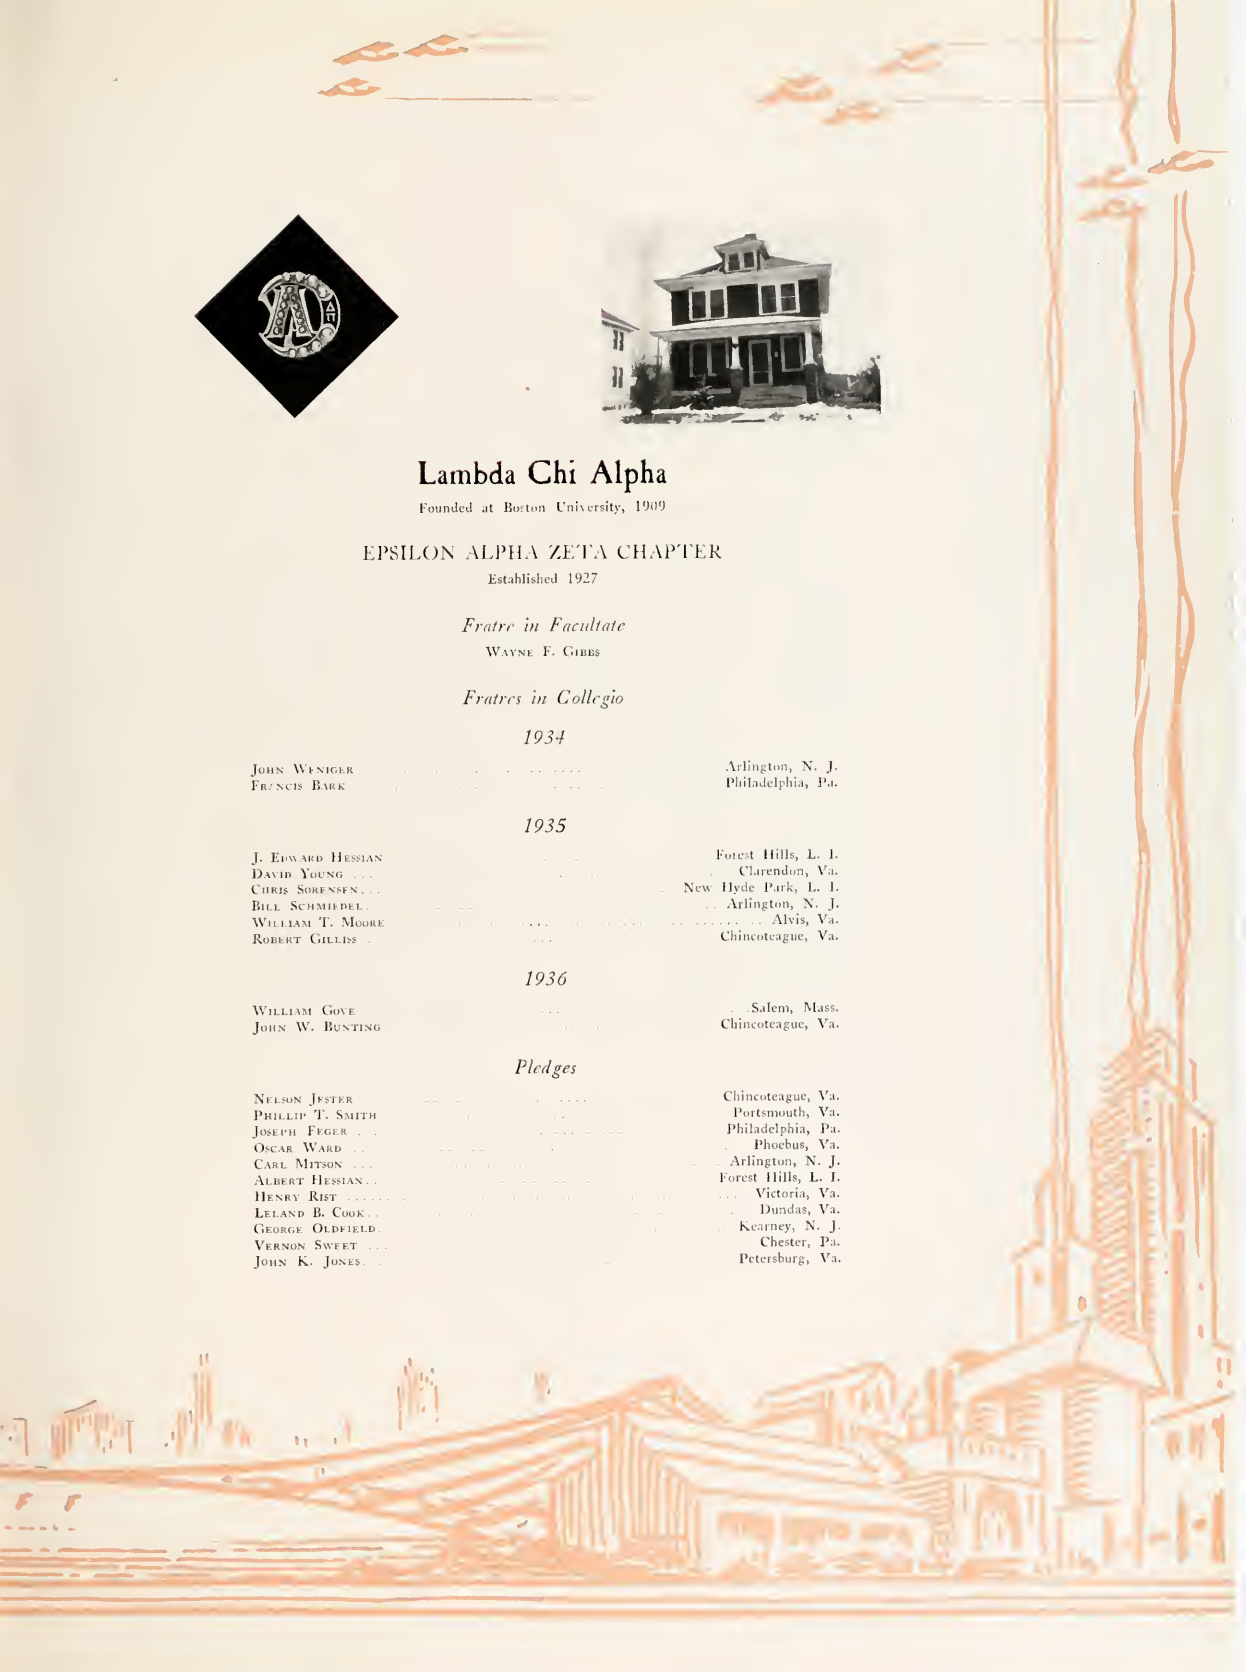 Lambda Chi Alpha
Founded at Boston University, 1909
EPSILON ALPHA ZETA CHAPTER
Established 1927
Fratre in Facultate
WAYNE F. GIBBS
Fratres in Collegio
1934
JOHN WENIGER Arlington, N. J.
FRANCIS BARK Philadelphia, Pa.
1935
J. EDWARD HESSIAN Forest Hills, L. I.
DAVID YOUNG Clarendon, Va.
CHRIS SORENSEN New Hyde Park, L. I.
BILL SCHMIEDEL Arlington, N. J.
WILLIAM T. MOORE Alvis, Va.
ROBERT GILLISS Chincoteague, Va.
1936
WILLIAM GOVE Salem, Mass.
JOHN W. BUNTING Chincoteague, Va.
Pledges
NELSON JESTER Chincoteague, Va.
PHILLIP T. SMITH Portsmouth, Va.
JOSEPH FEGER Philadelphia, Pa.
OSCAR WARD Phoebus, Va.
CARL MITSON Arlington, N. J.
ALBERT HESSIAN Forest Hills, L. I.
HENRY RIST Victoria, Va.
LELAND B. COOK Dundas, Va.
GEORGE OLDFIELD Kearney, N. J.
VERNON SWEET Chester, Pa.
JOHN K. JONES Petersburg, Va.